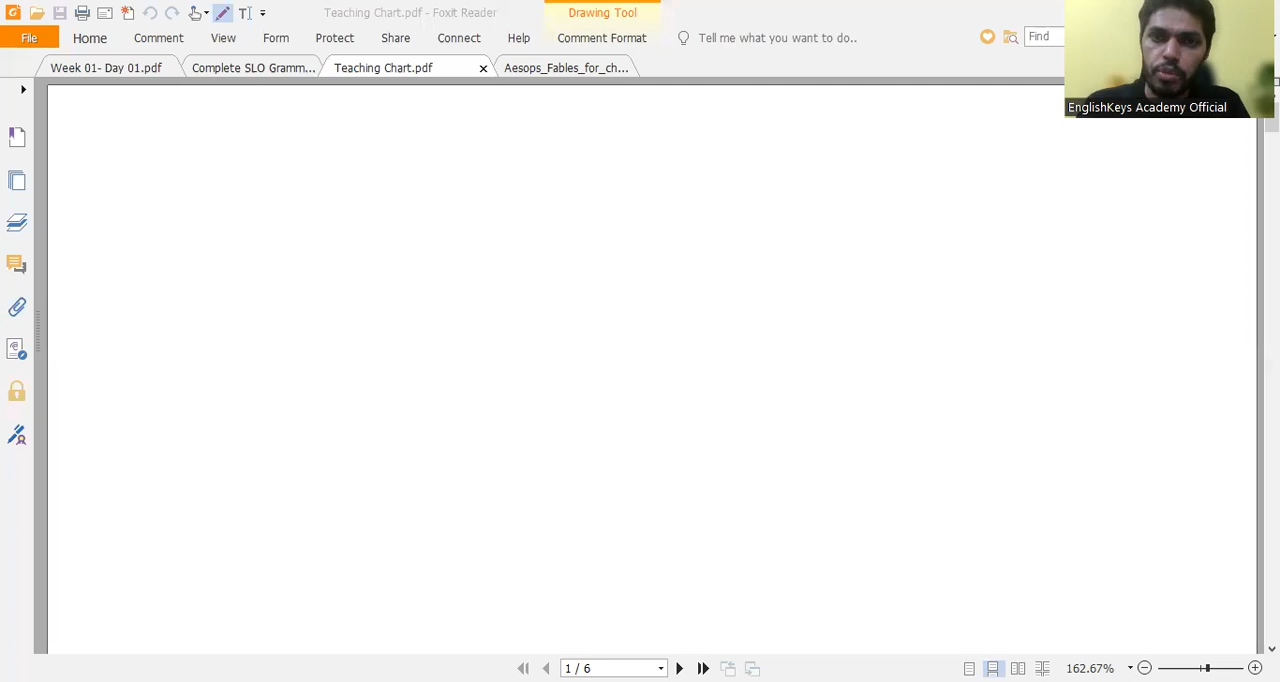 Teaching Chart.pdf - Foxit Reader
Drawing Tool
File
Home
Comment
View
Form
Protect
Share
Connect
Help
Comment Format
Tell me what you want to do..
Find
Week 01- Day 01.pdf
Complete SLO Gramm...
Teaching Chart.pdf
Aesops_Fables_for_ch...
EnglishKeys Academy Official
1 / 6
162.67%